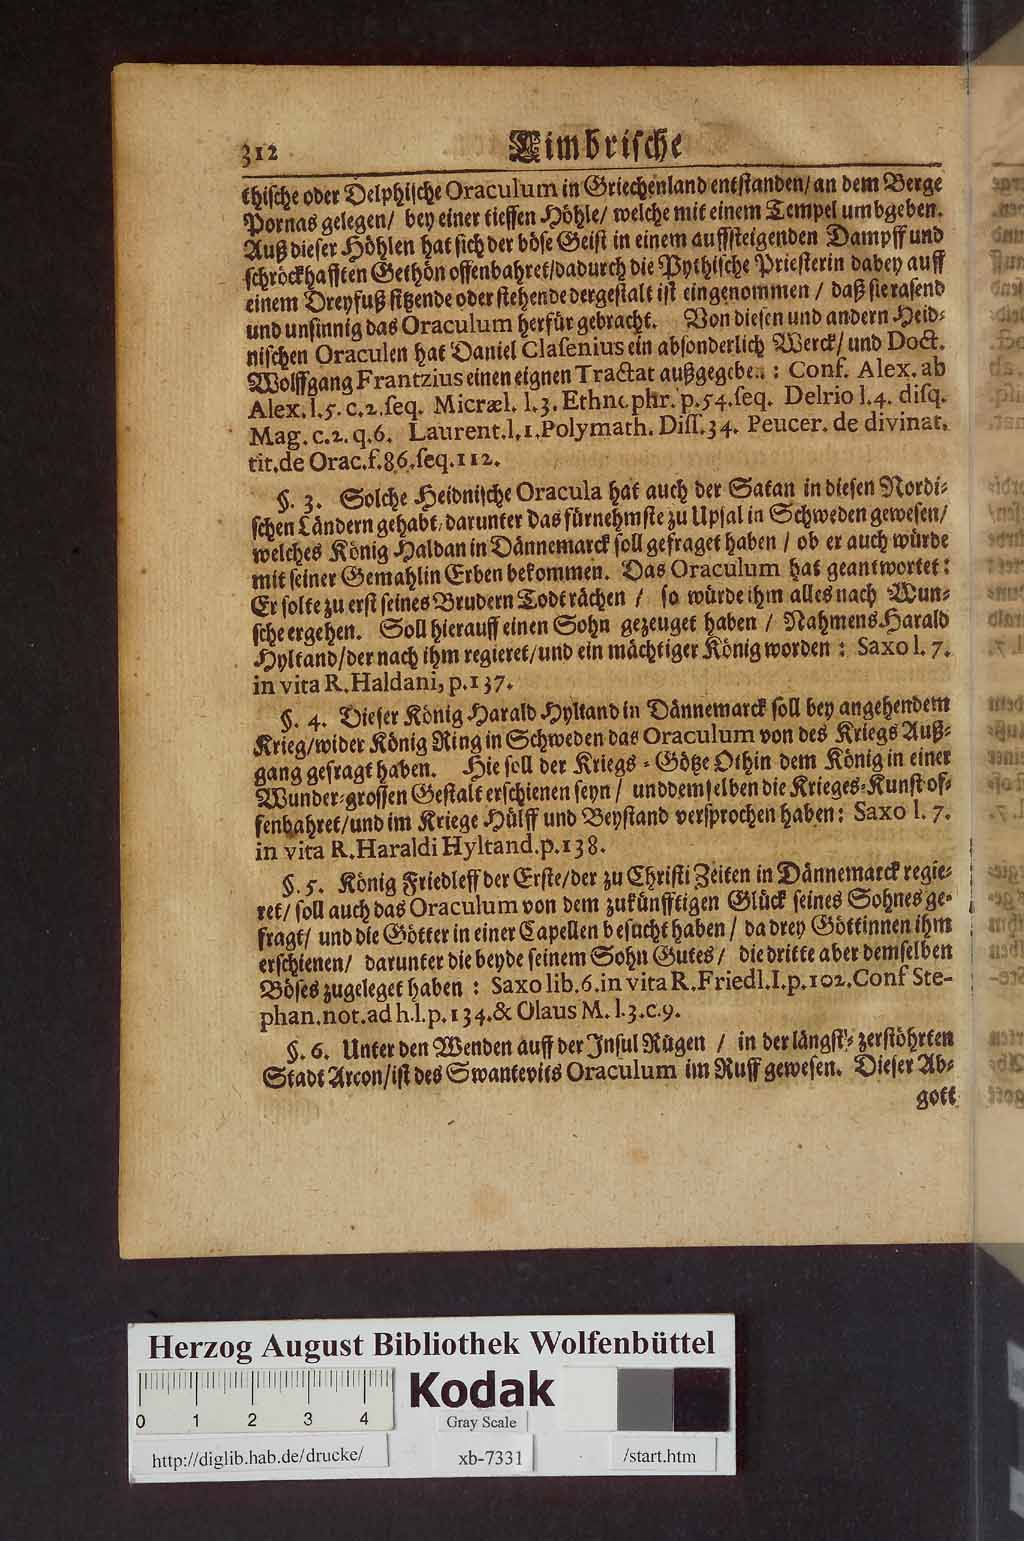 312 Cimbrische
thische oder Delphische Oraculum in Griechenland entstanden/ an dem Berge
Pornas gelegen/ bey einer tieffen Höhle/ welche mit einem Tempel umbgeben.
Auß dieser Höhlen hat sich der böse Geist in einem auffsteigenden Dampff und
schröckhafften Gethön offenbahret/dadurch die Pythische Priesterin dabey auff
einem Dreyfuß sitzende oder stehende dergestalt ist eingenommen / daß sie rasend
und unsinnig das Oraculum herfür gebracht. Von diesen und andern Heid-
nischen Oraculen hat Daniel Clasenius ein absonderlich Werck/ und Doct.
Wolffgang Frantzius einen eignen Tractat außgegeben : Conf. Alex. ab
Alex. l.5.c.2.seq. Micræl. l.3. Ethnophr. p.54.seq. Delrio l.4. disq.
Mag. c.2. q.6. Laurent.l.1.Polymath. Diss.34. Peucer. de divinat.
tit.de Orac.f.86.seq.112.
§. 3. Solche Heidnische Oracula hat auch der Satan in diesen Nordi-
schen Ländern gehabt/ darunter das fürnehmste zu Upsal in Schweden gewesen/
welches König Haldan in Dännemarck soll gefraget haben / ob er auch würde
mit seiner Gemahlin Erben bekommen. Das Oraculum hat geantwortet:
Er solte zu erst seines Brudern Todt rächen / so würde ihm alles nach Wun-
sche ergehen. Soll hierauff einen Sohn gezeuget haben / Nahmens Harald
Hyltand/der nach ihm regieret/und ein mächtiger König worden : Saxo l. 7.
in vita R. Haldani, p.137.
§. 4. Dieser König Harald Hyltand in Dännemarck soll bey angehendem
Krieg/wider König Ring in Schweden das Oraculum von des Kriegs Auß-
gang gefragt haben. Hie soll der Kriegs-Götze Othin dem König in einer
Wunder-grossen Gestalt erschienen seyn / und demselben die Krieges-Kunst of-
fenbahret/und im Kriege Hülff und Beystand versprochen haben: Saxo l. 7.
in vita R. Haraldi Hyltand.p.138.
§. 5. König Friedleff der Erste/der zu Christi Zeiten in Dännemarck regie-
ret/ soll auch das Oraculum von dem zukünfftigen Glück seines Sohnes ge-
fragt/ und die Götter in einer Capellen besucht haben / da drey Göttinnen ihm
erschienen/ darunter die beyde seinem Sohn Gutes/ die dritte aber demselben
Böses zugeleget haben : Saxo lib.6.in vita R.Friedl.I.p.102.Conf Ste-
phan.not.ad h.l.p.134.& Olaus M. l.3.c.9.
§. 6. Unter den Wenden auff der Insul Rügen / in der längst-zerstöhrten
Stadt Arcon/ist des Swantevits Oraculum im Ruff gewesen. Dieser Ab-
gott
Herzog August Bibliothek Wolfenbüttel
0 1 2 3 4
Kodak
Gray Scale
http://diglib.hab.de/drucke/ xb-7331 /start.htm